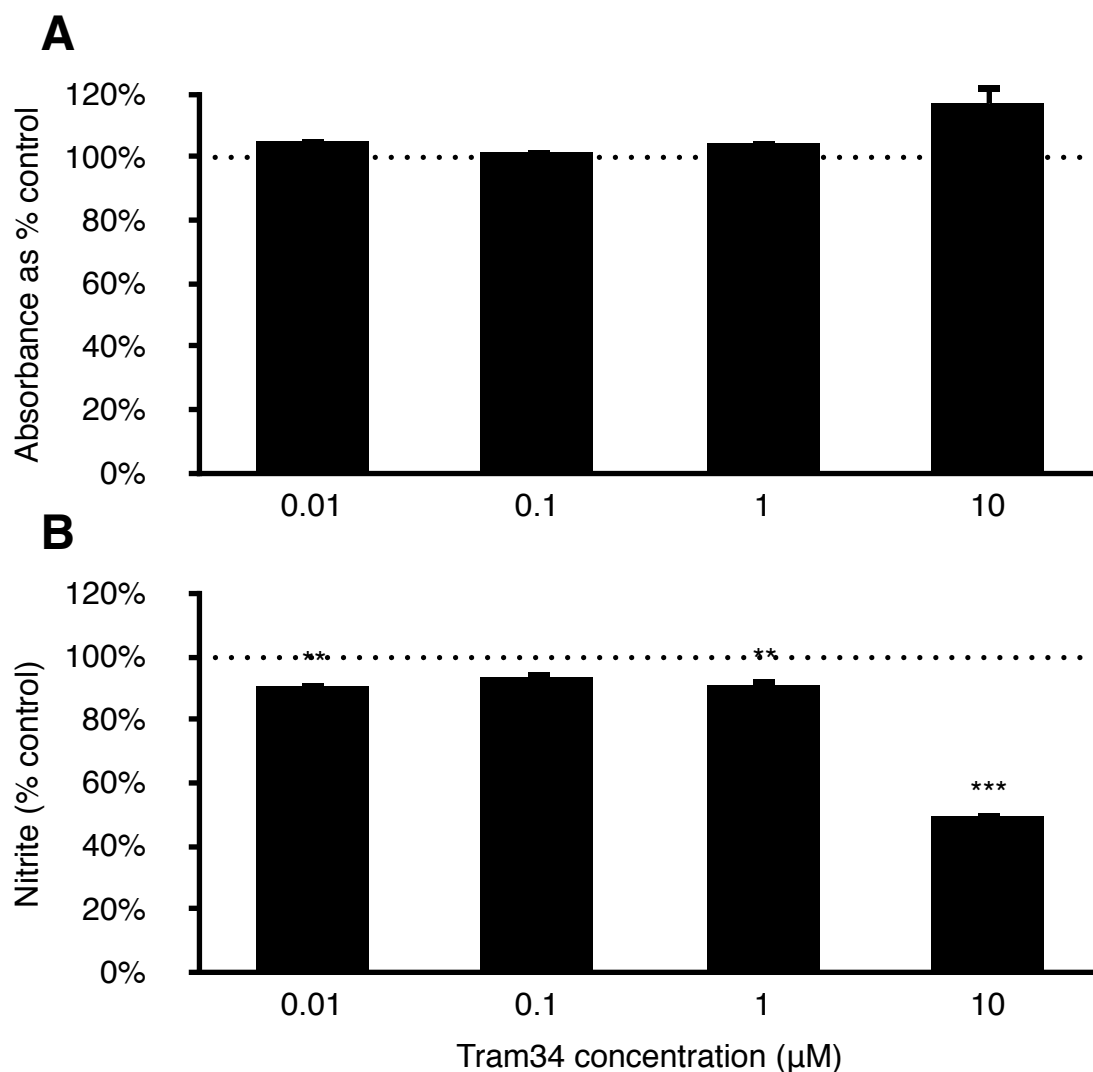 A
Absorbance as % control
120%
100%
80%
60%
40%
20%
0%
0.01 0.1 1 10
B
Nitrite (% control)
120%
100%
80%
60%
40%
20%
0%
** **
***
0.01 0.1 1 10
Tram34 concentration (µM)